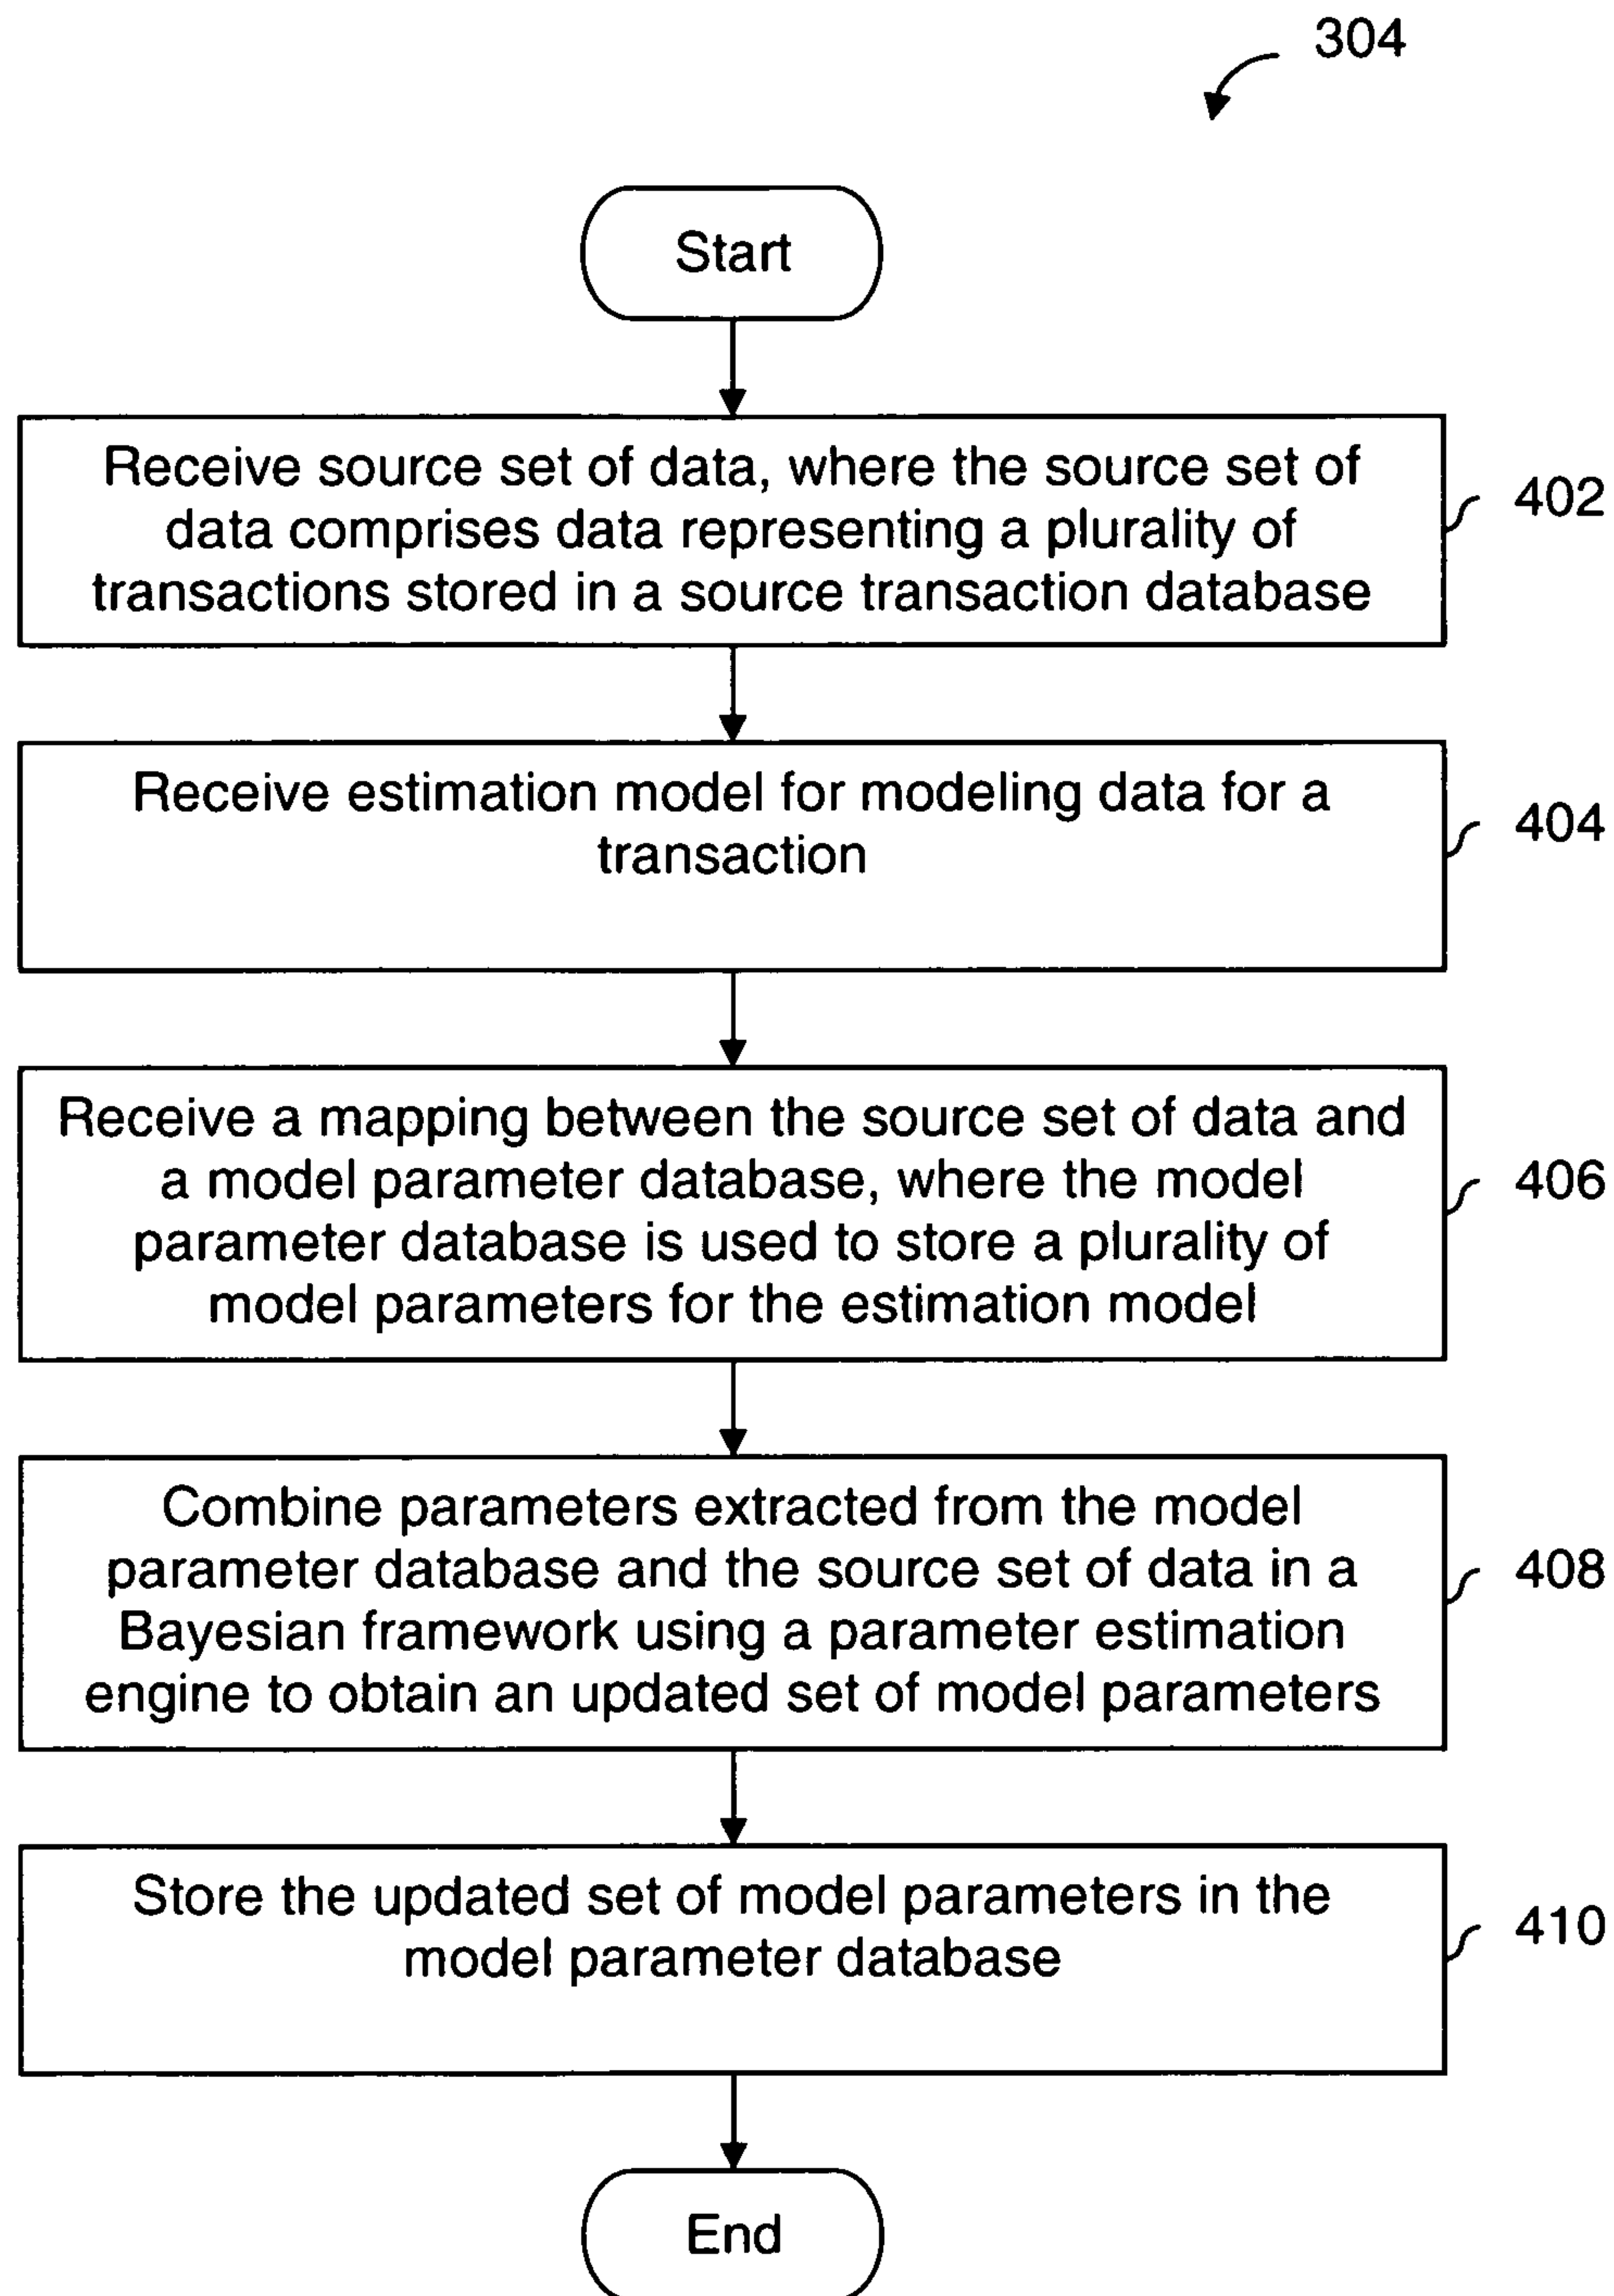 304
Start
Receive source set of data, where the source set of
data comprises data representing a plurality of
transactions stored in a source transaction database
402
Receive estimation model for modeling data for a
transaction
404
Receive a mapping between the source set of data and
a model parameter database, where the model
parameter database is used to store a plurality of
model parameters for the estimation model
406
Combine parameters extracted from the model
parameter database and the source set of data in a
Bayesian framework using a parameter estimation
engine to obtain an updated set of model parameters
408
Store the updated set of model parameters in the
model parameter database
410
End